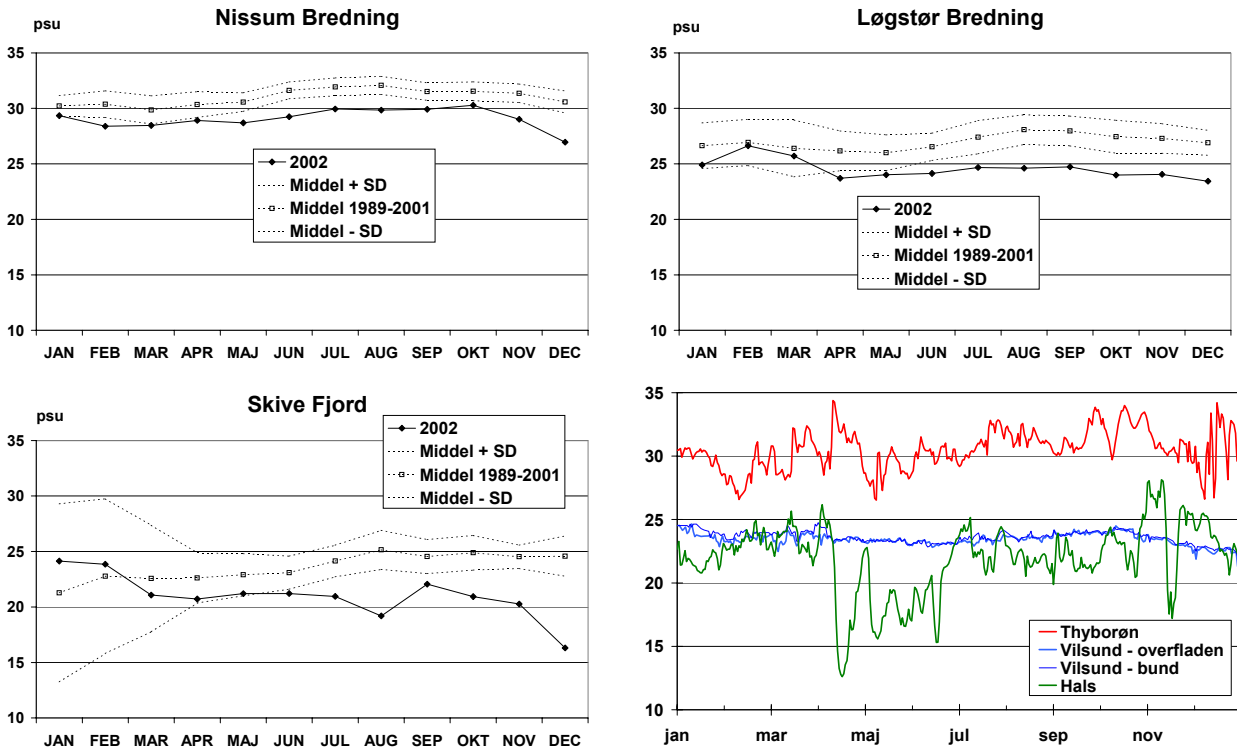 Nissum Bredning
psu
35
30
25
20
15
10
2002
Middel + SD
Middel 1989-2001
Middel - SD
JAN FEB MAR APR MAJ JUN JUL AUG SEP OKT NOV DEC
Løgstør Bredning
psu
35
30
25
20
15
10
2002
Middel + SD
Middel 1989-2001
Middel - SD
JAN FEB MAR APR MAJ JUN JUL AUG SEP OKT NOV DEC
Skive Fjord
psu
35
30
25
20
15
10
2002
Middel + SD
Middel 1989-2001
Middel - SD
JAN FEB MAR APR MAJ JUN JUL AUG SEP OKT NOV DEC
35
30
25
20
15
10
Thyborøn
Vilsund - overfladen
Vilsund - bund
Hals
jan mar maj jul sep nov